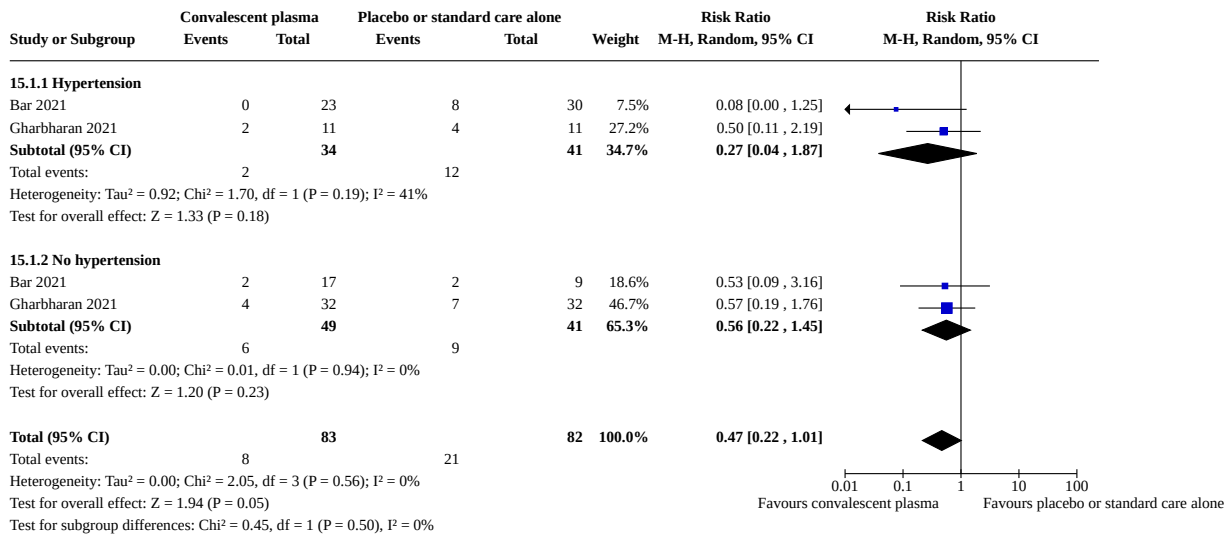 Convalescent plasma Placebo or standard care alone Risk Ratio Risk Ratio
Study or Subgroup Events Total Events Total Weight M-H, Random, 95% CI M-H, Random, 95% CI
15.1.1 Hypertension
Bar 2021 0 23 8 30 7.5% 0.08 [0.00 , 1.25]
Gharbharan 2021 2 11 4 11 27.2% 0.50 [0.11 , 2.19]
Subtotal (95% CI) 34 41 34.7% 0.27 [0.04 , 1.87]
Total events: 2 12
Heterogeneity: Tau² = 0.92; Chi² = 1.70, df = 1 (P = 0.19); I² = 41%
Test for overall effect: Z = 1.33 (P = 0.18)
15.1.2 No hypertension
Bar 2021 2 17 2 9 18.6% 0.53 [0.09 , 3.16]
Gharbharan 2021 4 32 7 32 46.7% 0.57 [0.19 , 1.76]
Subtotal (95% CI) 49 41 65.3% 0.56 [0.22 , 1.45]
Total events: 6 9
Heterogeneity: Tau² = 0.00; Chi² = 0.01, df = 1 (P = 0.94); I² = 0%
Test for overall effect: Z = 1.20 (P = 0.23)
Total (95% CI) 83 82 100.0% 0.47 [0.22 , 1.01]
Total events: 8 21
Heterogeneity: Tau² = 0.00; Chi² = 2.05, df = 3 (P = 0.56); I² = 0%
0.01 0.1 1 10 100
Test for overall effect: Z = 1.94 (P = 0.05)
Favours convalescent plasma Favours placebo or standard care alone
Test for subgroup differences: Chi² = 0.45, df = 1 (P = 0.50), I² = 0%